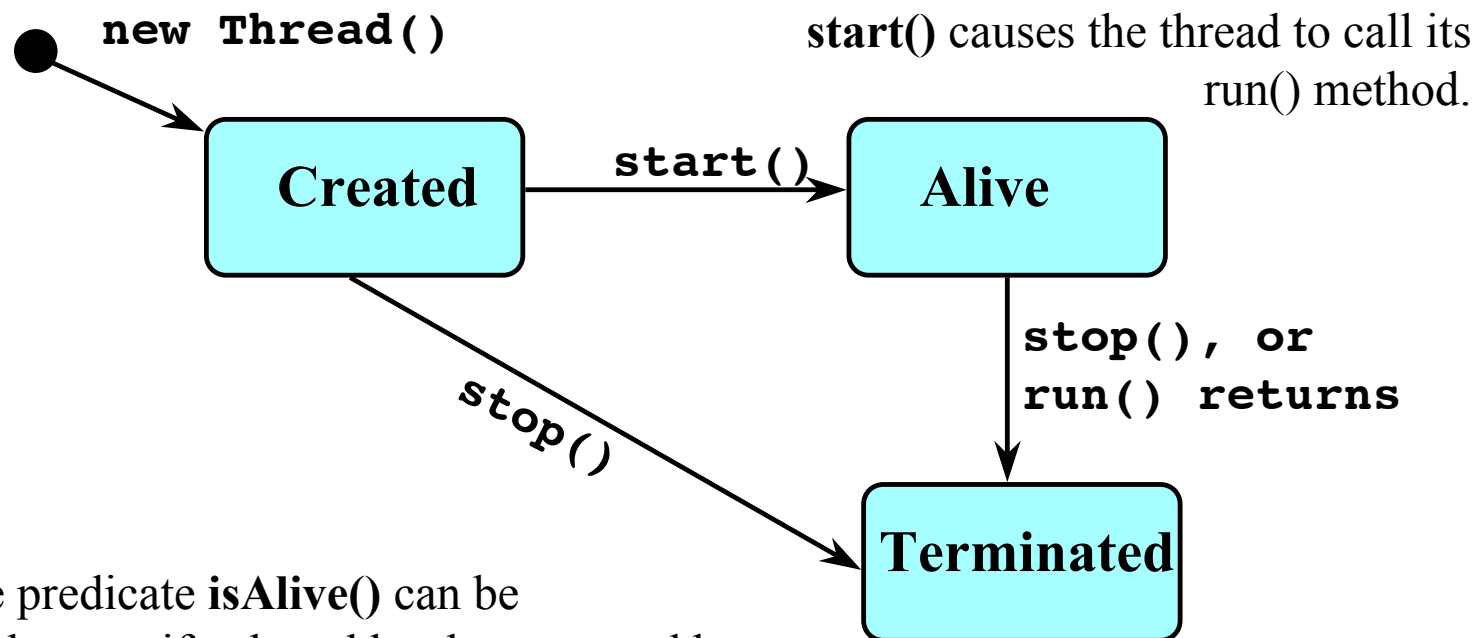 new Thread()
start() causes the thread to call its
run() method.
Created
start()
Alive
stop(), or
run() returns
stop()
Terminated
predicate isAlive() can be